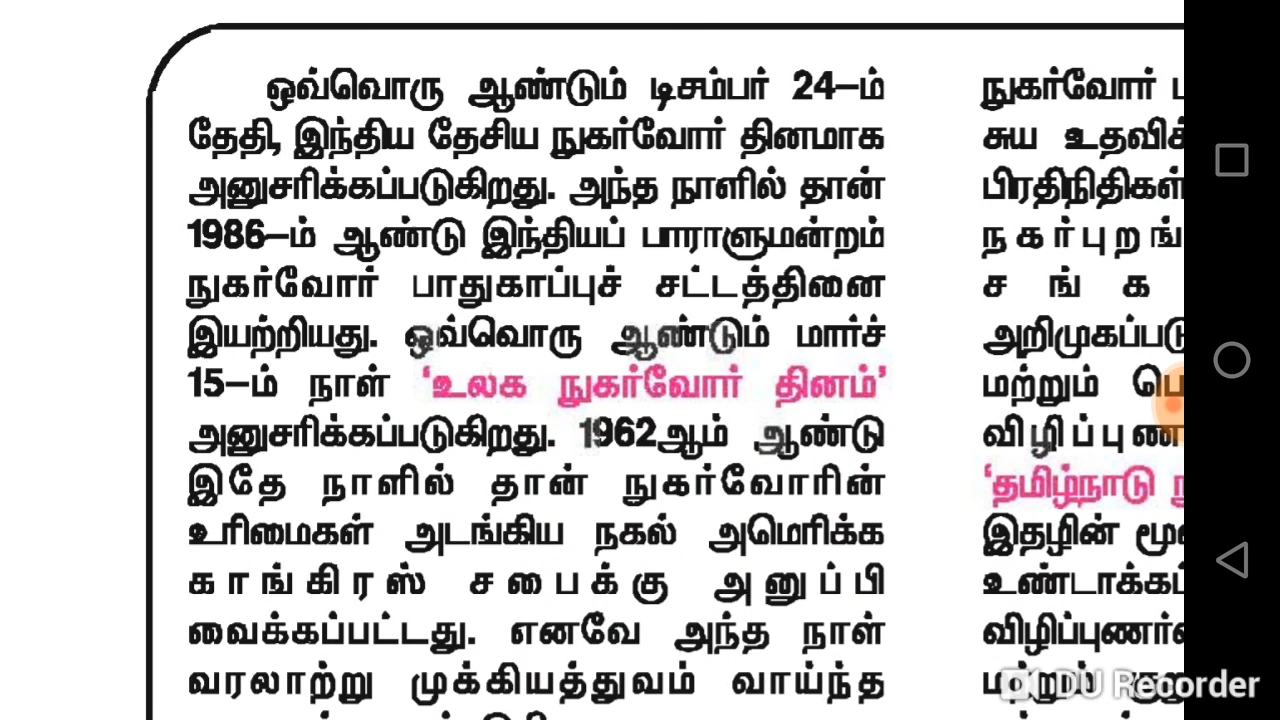 ஒவ்வொரு ஆண்டும் டிசம்பர் 24–ம்
தேதி, இந்திய தேசிய நுகர்வோர் தினமாக
அனுசரிக்கப்படுகிறது. அந்த நாளில் தான்
1986–ம் ஆண்டு இந்தியப் பாராளுமன்றம்
நுகர்வோர் பாதுகாப்புச் சட்டத்தினை
இயற்றியது. ஒவ்வொரு ஆண்டும் மார்ச்
15–ம் நாள் ‘உலக நுகர்வோர் தினம்’
அனுசரிக்கப்படுகிறது. 1962ஆம் ஆண்டு
இதே நாளில் தான் நுகர்வோரின்
உரிமைகள் அடங்கிய நகல் அமெரிக்க
காங்கிரஸ் சபைக்கு அனுப்பி
வைக்கப்பட்டது. எனவே அந்த நாள்
வரலாற்று முக்கியத்துவம் வாய்ந்த
நுகர்வோர்
சுய உதவிக்
பிரதிநிதிகள்
நகர்புறங்
சங்க
அறிமுகப்படு
மற்றும்
விழிப்புண
‘தமிழ்நாடு
இதழின் மூ
உண்டாக்கப்
விழிப்புணர்
மற்றும்
DU Recorder